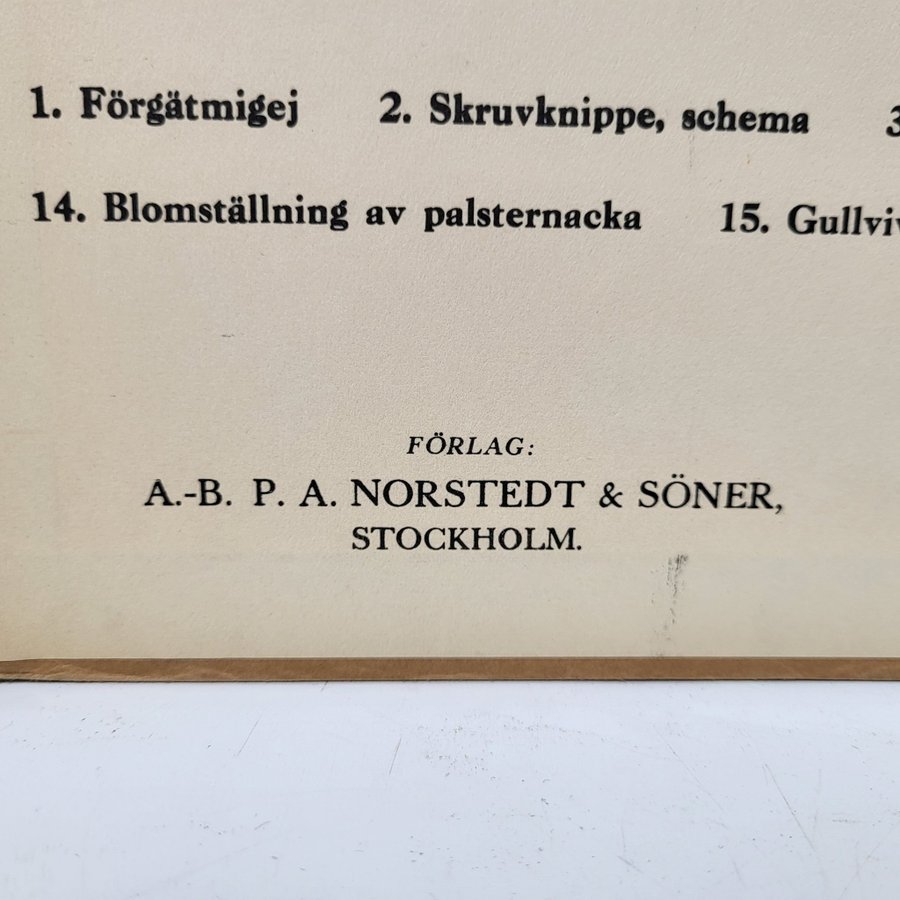 1. Förgätmigej 2. Skruvknippe, schema
14. Blomställning av palsternacka 15.
FÖRLAG:
A.-B. P. A. NORSTEDT & SÖNER,
STOCKHOLM.